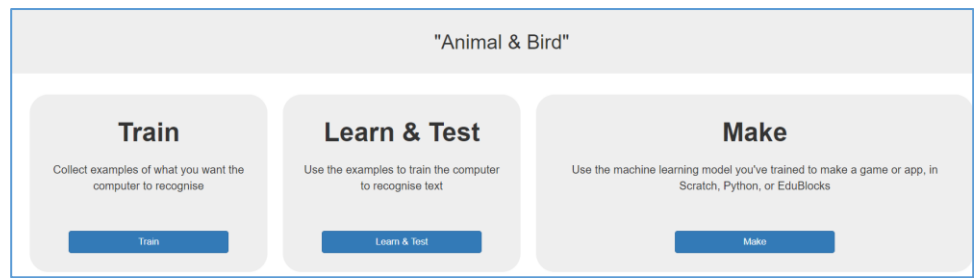 "Animal & Bird"
Train
Collect examples of what you want the
computer to recognise
Train
Learn & Test
Use the examples to train the computer
to recognise text
Learn & Test
Make
Use the machine learning model you've trained to make a game or app, in
Scratch, Python, or EduBlocks
Make